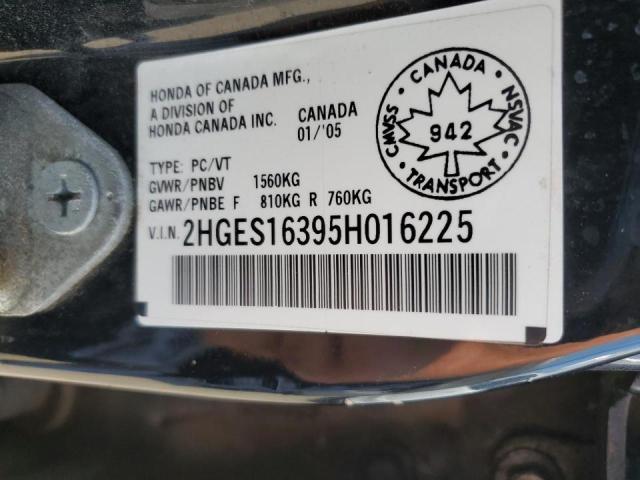 HONDA OF CANADA MFG.,
A DIVISION OF
HONDA CANADA INC. CANADA
01/'05
TYPE: PC/VT
GVWR/PNBV 1560KG
GAWR/PNBE F 810KG R 760KG
V.I.N. 2HGES16395H016225
CANADA
CMVSS
NSVAC
942
TRANSPORT